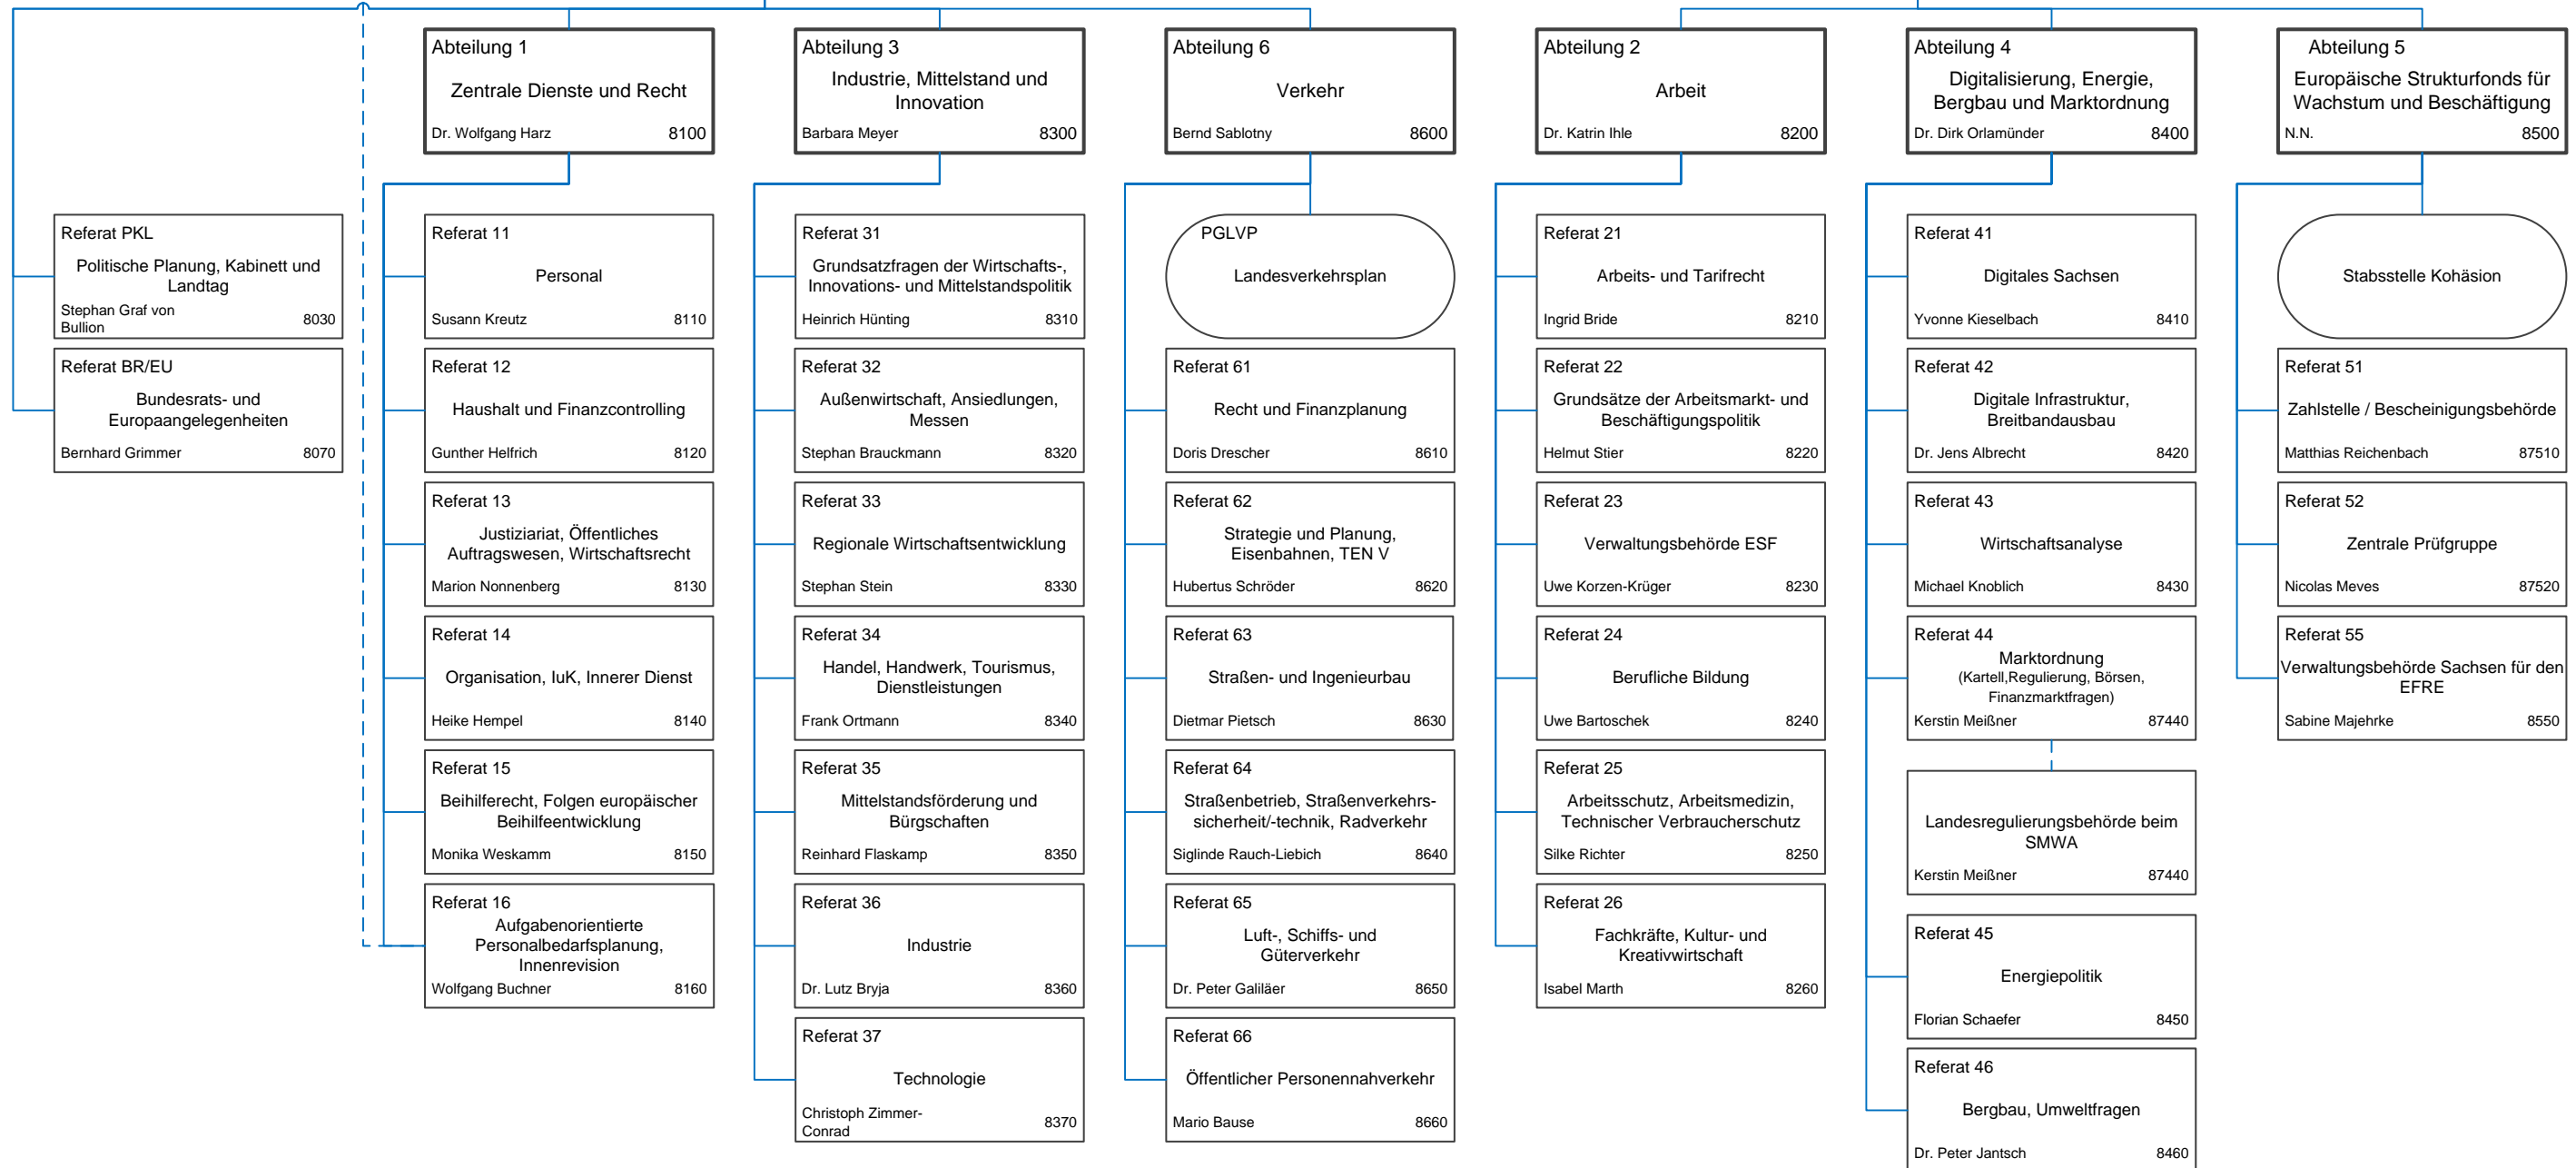 Referat PKL
Politische Planung, Kabinett und
Landtag
Stephan Graf von
Bullion
8030
Referat BR/EU
Bundesrats- und
Europaangelegenheiten
Bernhard Grimmer 8070
Abteilung 1
Zentrale Dienste und Recht
Dr. Wolfgang Harz 8100
Referat 11
Personal
Susann Kreutz 8110
Referat 12
Haushalt und Finanzcontrolling
Gunther Helfrich 8120
Referat 13
Justiziariat, Öffentliches
Auftragswesen, Wirtschaftsrecht
Marion Nonnenberg 8130
Referat 14
Organisation, IuK, Innerer Dienst
Heike Hempel 8140
Referat 15
Beihilferecht, Folgen europäischer
Beihilfeentwicklung
Monika Weskamm 8150
Referat 16
Aufgabenorientierte
Personalbedarfsplanung,
Innenrevision
Wolfgang Buchner 8160
Abteilung 3
Industrie, Mittelstand und
Innovation
Barbara Meyer 8300
Referat 31
Grundsatzfragen der Wirtschafts-,
Innovations- und Mittelstandspolitik
Heinrich Hünting 8310
Referat 32
Außenwirtschaft, Ansiedlungen,
Messen
Stephan Brauckmann 8320
Referat 33
Regionale Wirtschaftsentwicklung
Stephan Stein 8330
Referat 34
Handel, Handwerk, Tourismus,
Dienstleistungen
Frank Ortmann 8340
Referat 35
Mittelstandsförderung und
Bürgschaften
Reinhard Flaskamp 8350
Referat 36
Industrie
Dr. Lutz Bryja 8360
Referat 37
Technologie
Christoph Zimmer-
Conrad
8370
Abteilung 6
Verkehr
Bernd Sablotny 8600
PGLVP
Landesverkehrsplan
Referat 61
Recht und Finanzplanung
Doris Drescher 8610
Referat 62
Strategie und Planung,
Eisenbahnen, TEN V
Hubertus Schröder 8620
Referat 63
Straßen- und Ingenieurbau
Dietmar Pietsch 8630
Referat 64
Straßenbetrieb, Straßenverkehrs-
sicherheit/-technik, Radverkehr
Siglinde Rauch-Liebich 8640
Referat 65
Luft-, Schiffs- und
Güterverkehr
Dr. Peter Galiläer 8650
Referat 66
Öffentlicher Personennahverkehr
Mario Bause 8660
Abteilung 2
Arbeit
Dr. Katrin Ihle 8200
Referat 21
Arbeits- und Tarifrecht
Ingrid Bride 8210
Referat 22
Grundsätze der Arbeitsmarkt- und
Beschäftigungspolitik
Helmut Stier 8220
Referat 23
Verwaltungsbehörde ESF
Uwe Korzen-Krüger 8230
Referat 24
Berufliche Bildung
Uwe Bartoschek 8240
Referat 25
Arbeitsschutz, Arbeitsmedizin,
Technischer Verbraucherschutz
Silke Richter 8250
Referat 26
Fachkräfte, Kultur- und
Kreativwirtschaft
Isabel Marth 8260
Abteilung 4
Digitalisierung, Energie,
Bergbau und Marktordnung
Dr. Dirk Orlamünder 8400
Referat 41
Digitales Sachsen
Yvonne Kieselbach 8410
Referat 42
Digitale Infrastruktur,
Breitbandausbau
Dr. Jens Albrecht 8420
Referat 43
Wirtschaftsanalyse
Michael Knoblich 8430
Referat 44
Marktordnung
(Kartell,Regulierung, Börsen,
Finanzmarktfragen)
Kerstin Meißner 87440
Landesregulierungsbehörde beim
SMWA
Kerstin Meißner 87440
Referat 45
Energiepolitik
Florian Schaefer 8450
Referat 46
Bergbau, Umweltfragen
Dr. Peter Jantsch 8460
Abteilung 5
Europäische Strukturfonds für
Wachstum und Beschäftigung
N.N. 8500
Stabsstelle Kohäsion
Referat 51
Zahlstelle / Bescheinigungsbehörde
Matthias Reichenbach 87510
Referat 52
Zentrale Prüfgruppe
Nicolas Meves 87520
Referat 55
Verwaltungsbehörde Sachsen für den
EFRE
Sabine Majehrke 8550